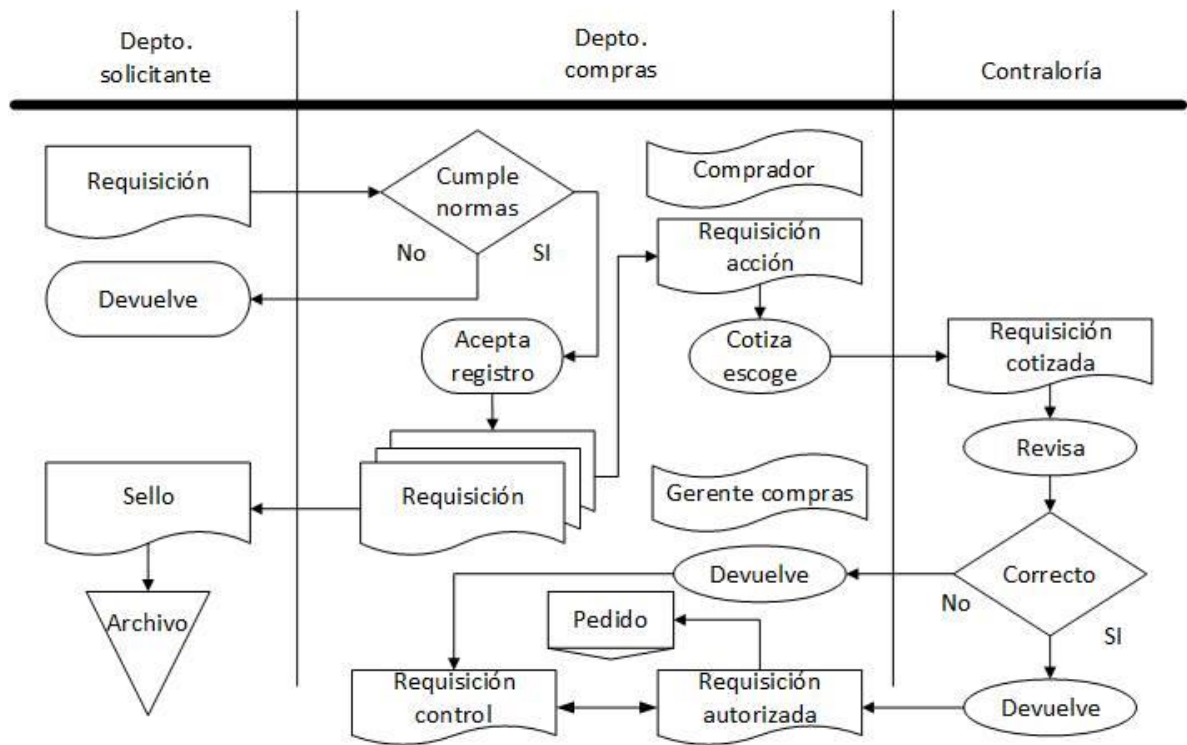 Depto.
solicitante
Depto.
compras
Contraloría
Requisición
Cumple
normas
No
SI
Devuelve
Comprador
Requisición
acción
Acepta
registro
Cotiza
escoge
Requisición
cotizada
Revisa
Sello
Requisición
Gerente compras
Archivo
Devuelve
Correcto
No
SI
Pedido
Requisición
control
Requisición
autorizada
Devuelve